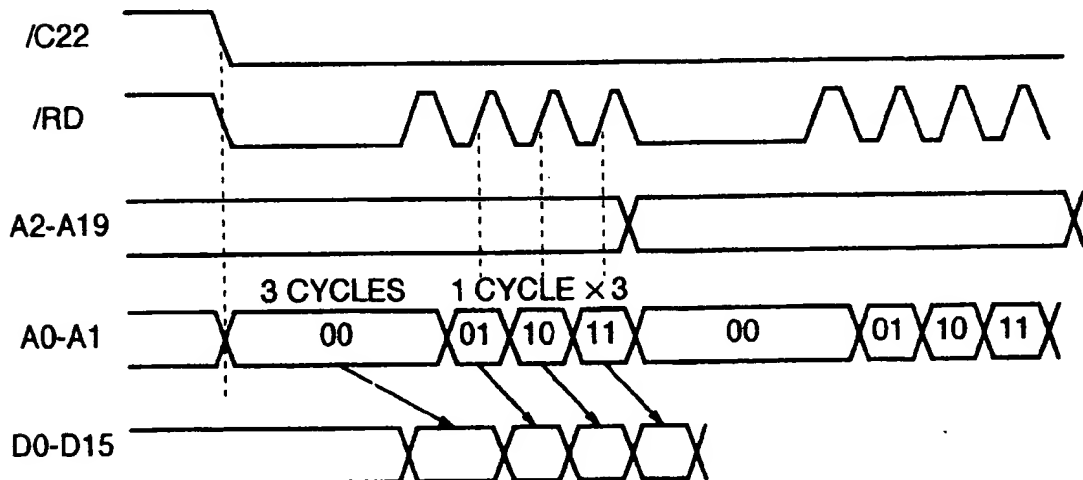 /C22
/RD
A2-A19
3 CYCLES 1 CYCLE × 3
A0-A1 00 01 10 11 00 01 10 11
D0-D15